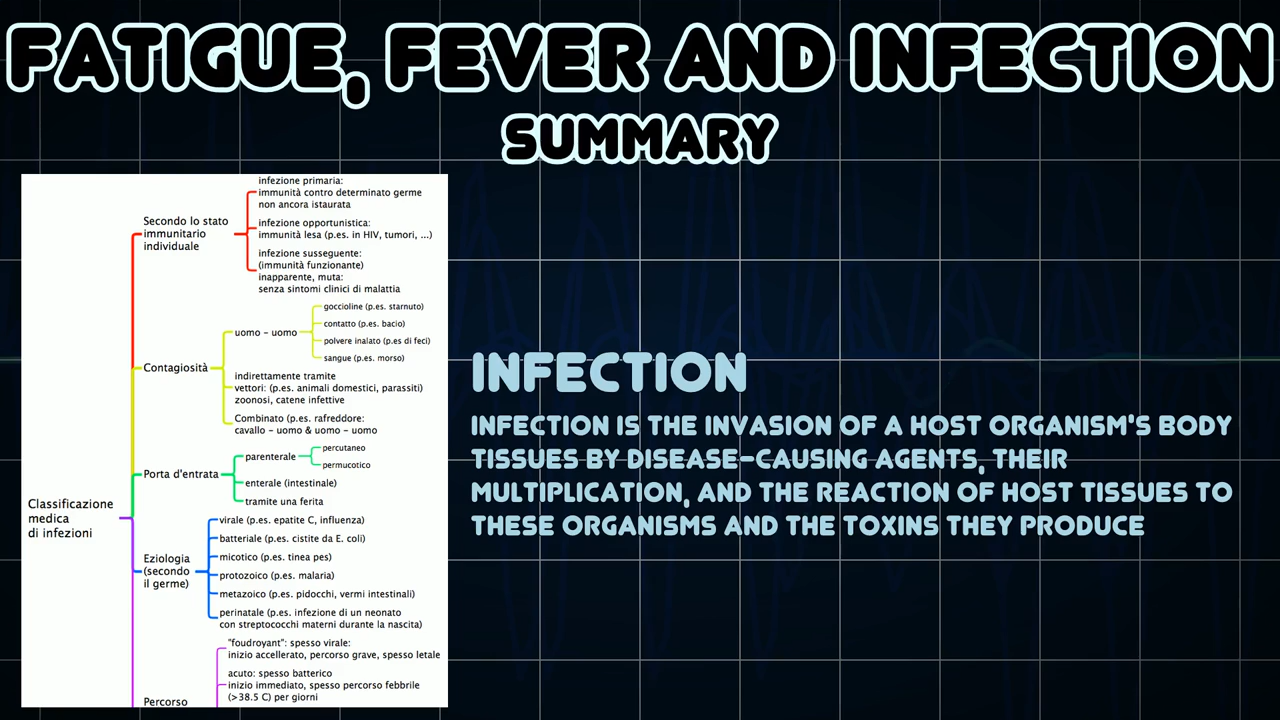 FATIGUE, FEVER AND INFECTION
SUMMARY
infezione primaria:
immunità contro determinato germe
non ancora istaurata
Secondo lo stato
immunitario
individuale
infezione opportunistica:
immunità lesa (p.es. in HIV, tumori, ...)
infezione susseguente:
(immunità funzionante)
inapparente, muta:
senza sintomi clinici di malattia
goccioline (p.es. starnuto)
uomo - uomo
contatto (p.es. bacio)
polvere inalato (p.es di feci)
sangue (p.es. morso)
Contagiosità
indirettamente tramite
vettori: (p.es. animali domestici, parassiti)
zoonosi, catene infettive
Combinato (p.es. rafreddore:
cavallo - uomo & uomo - uomo
percutaneo
parenterale
permucotico
Porta d'entrata
enterale (intestinale)
tramite una ferita
Classificazione
medica
di infezioni
virale (p.es. epatite C, influenza)
batteriale (p.es. cistite da E. coli)
micotico (p.es. tinea pes)
Eziologia
(secondo
il germe)
protozoico (p.es. malaria)
metazoico (p.es. pidocchi, vermi intestinali)
perinatale (p.es. infezione di un neonato
con streptococchi materni durante la nascita)
"foudroyant": spesso virale:
inizio accellerato, percorso grave, spesso letale
acuto: spesso batterico
inizio immediato, spesso percorso febbrile
(>38.5 C) per giorni
Percorso
INFECTION
INFECTION IS THE INVASION OF A HOST ORGANISM'S BODY
TISSUES BY DISEASE-CAUSING AGENTS, THEIR
MULTIPLICATION, AND THE REACTION OF HOST TISSUES TO
THESE ORGANISMS AND THE TOXINS THEY PRODUCE